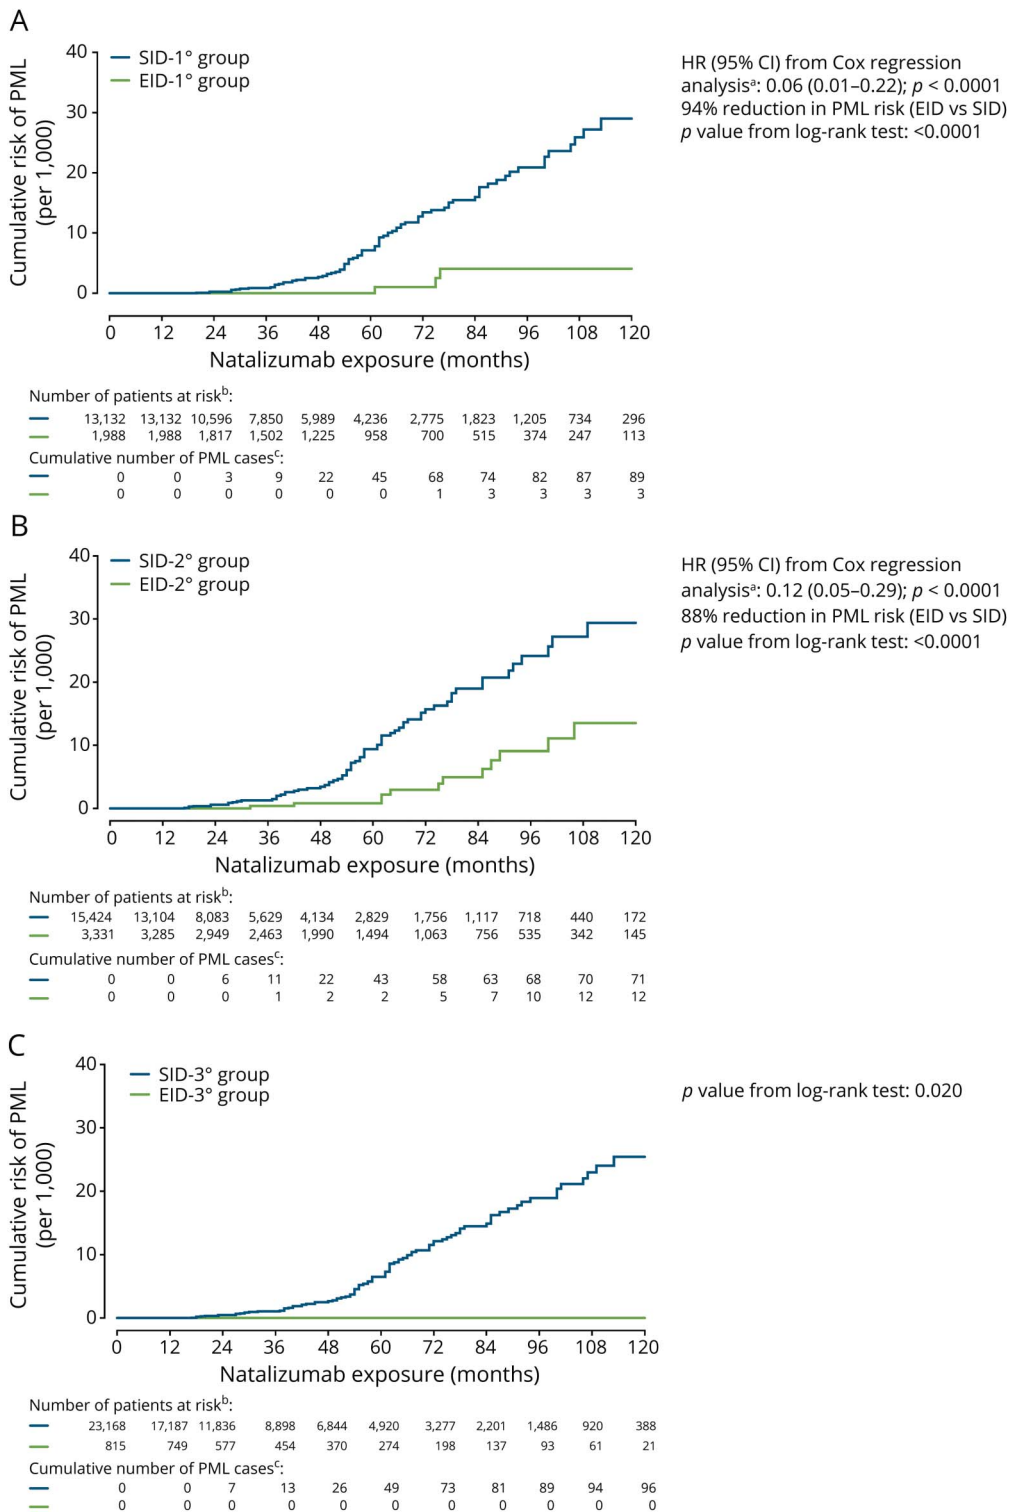 A
SID-1° group
EID-1° group
HR (95% CI) from Cox regression
analysisᵃ: 0.06 (0.01–0.22); p < 0.0001
94% reduction in PML risk (EID vs SID)
p value from log-rank test: <0.0001
Cumulative risk of PML
(per 1,000)
40
30
20
10
0
0 12 24 36 48 60 72 84 96 108 120
Natalizumab exposure (months)
Number of patients at riskᵇ:
13,132 13,132 10,596 7,850 5,989 4,236 2,775 1,823 1,205 734 296
1,988 1,988 1,817 1,502 1,225 958 700 515 374 247 113
Cumulative number of PML casesᶜ:
0 0 3 9 22 45 68 74 82 87 89
0 0 0 0 0 0 1 3 3 3 3
B
SID-2° group
EID-2° group
HR (95% CI) from Cox regression
analysisᵃ: 0.12 (0.05–0.29); p < 0.0001
88% reduction in PML risk (EID vs SID)
p value from log-rank test: <0.0001
Cumulative risk of PML
(per 1,000)
40
30
20
10
0
0 12 24 36 48 60 72 84 96 108 120
Natalizumab exposure (months)
Number of patients at riskᵇ:
15,424 13,104 8,083 5,629 4,134 2,829 1,756 1,117 718 440 172
3,331 3,285 2,949 2,463 1,990 1,494 1,063 756 535 342 145
Cumulative number of PML casesᶜ:
0 0 6 11 22 43 58 63 68 70 71
0 0 0 1 2 2 5 7 10 12 12
C
SID-3° group
EID-3° group
p value from log-rank test: 0.020
Cumulative risk of PML
(per 1,000)
40
30
20
10
0
0 12 24 36 48 60 72 84 96 108 120
Natalizumab exposure (months)
Number of patients at riskᵇ:
23,168 17,187 11,836 8,898 6,844 4,920 3,277 2,201 1,486 920 388
815 749 577 454 370 274 198 137 93 61 21
Cumulative number of PML casesᶜ:
0 0 7 13 26 49 73 81 89 94 96
0 0 0 0 0 0 0 0 0 0 0